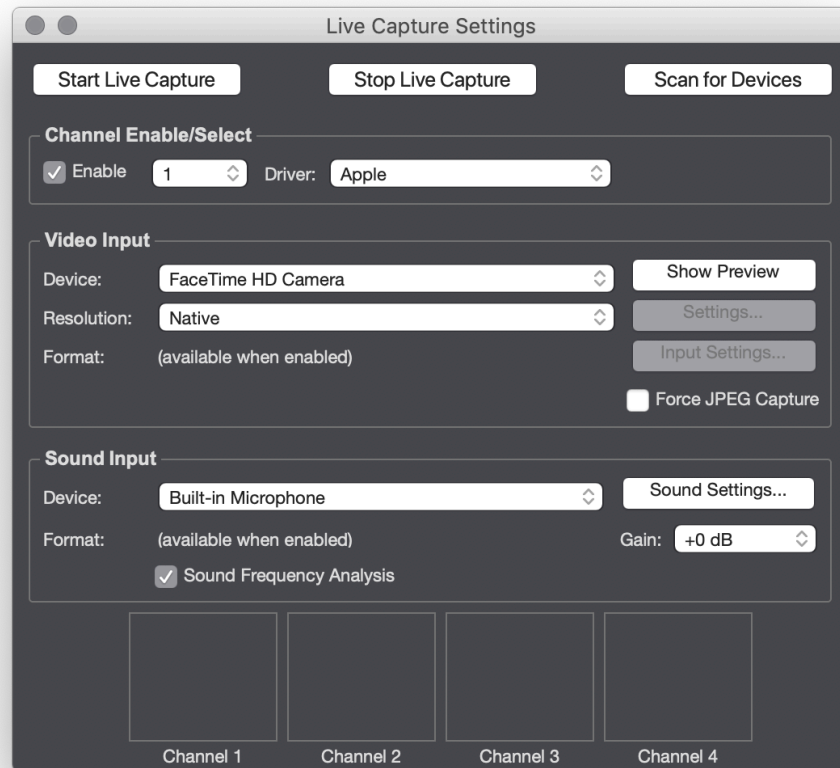 Live Capture Settings
Start Live Capture Stop Live Capture Scan for Devices
Channel Enable/Select
Enable 1 Driver: Apple
Video Input
Device: FaceTime HD Camera Show Preview
Resolution: Native Settings...
Format: (available when enabled) Input Settings...
Force JPEG Capture
Sound Input
Device: Built-in Microphone Sound Settings...
Format: (available when enabled) Gain: +0 dB
Sound Frequency Analysis
Channel 1 Channel 2 Channel 3 Channel 4